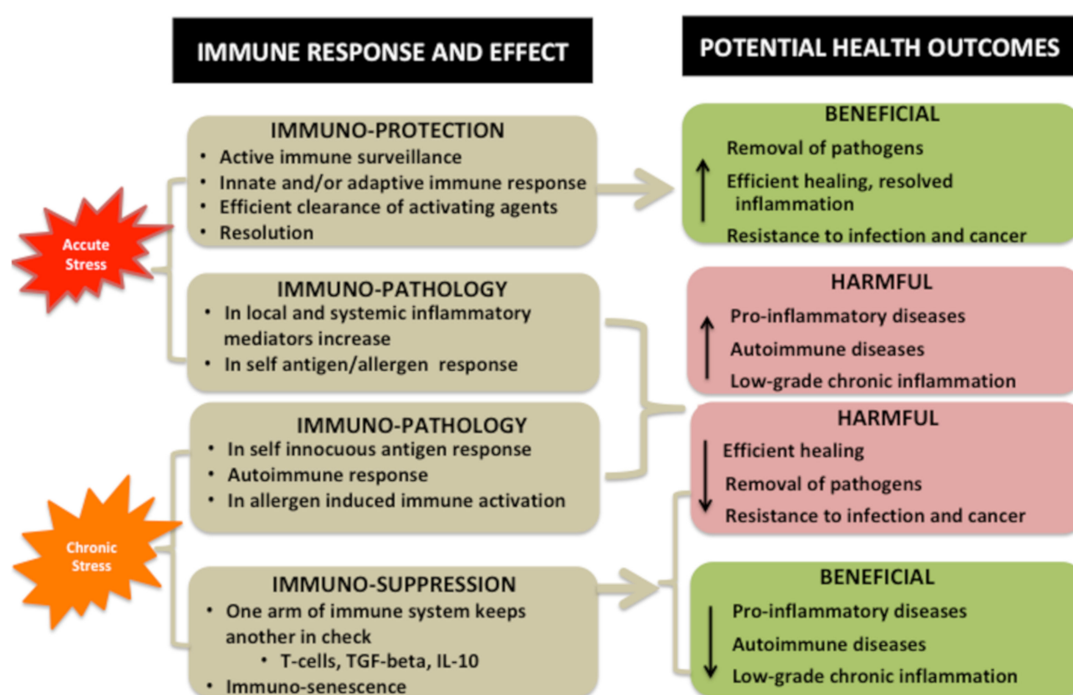 IMMUNE RESPONSE AND EFFECT
POTENTIAL HEALTH OUTCOMES
Accute
Stress
IMMUNO-PROTECTION
• Active immune surveillance
• Innate and/or adaptive immune response
• Efficient clearance of activating agents
• Resolution
BENEFICIAL
Removal of pathogens
Efficient healing, resolved
inflammation
Resistance to infection and cancer
IMMUNO-PATHOLOGY
• In local and systemic inflammatory
mediators increase
• In self antigen/allergen response
HARMFUL
Pro-inflammatory diseases
Autoimmune diseases
Low-grade chronic inflammation
Chronic
Stress
IMMUNO-PATHOLOGY
• In self innocuous antigen response
• Autoimmune response
• In allergen induced immune activation
HARMFUL
Efficient healing
Removal of pathogens
Resistance to infection and cancer
IMMUNO-SUPPRESSION
• One arm of immune system keeps
another in check
• T-cells, TGF-beta, IL-10
• Immuno-senescence
BENEFICIAL
Pro-inflammatory diseases
Autoimmune diseases
Low-grade chronic inflammation